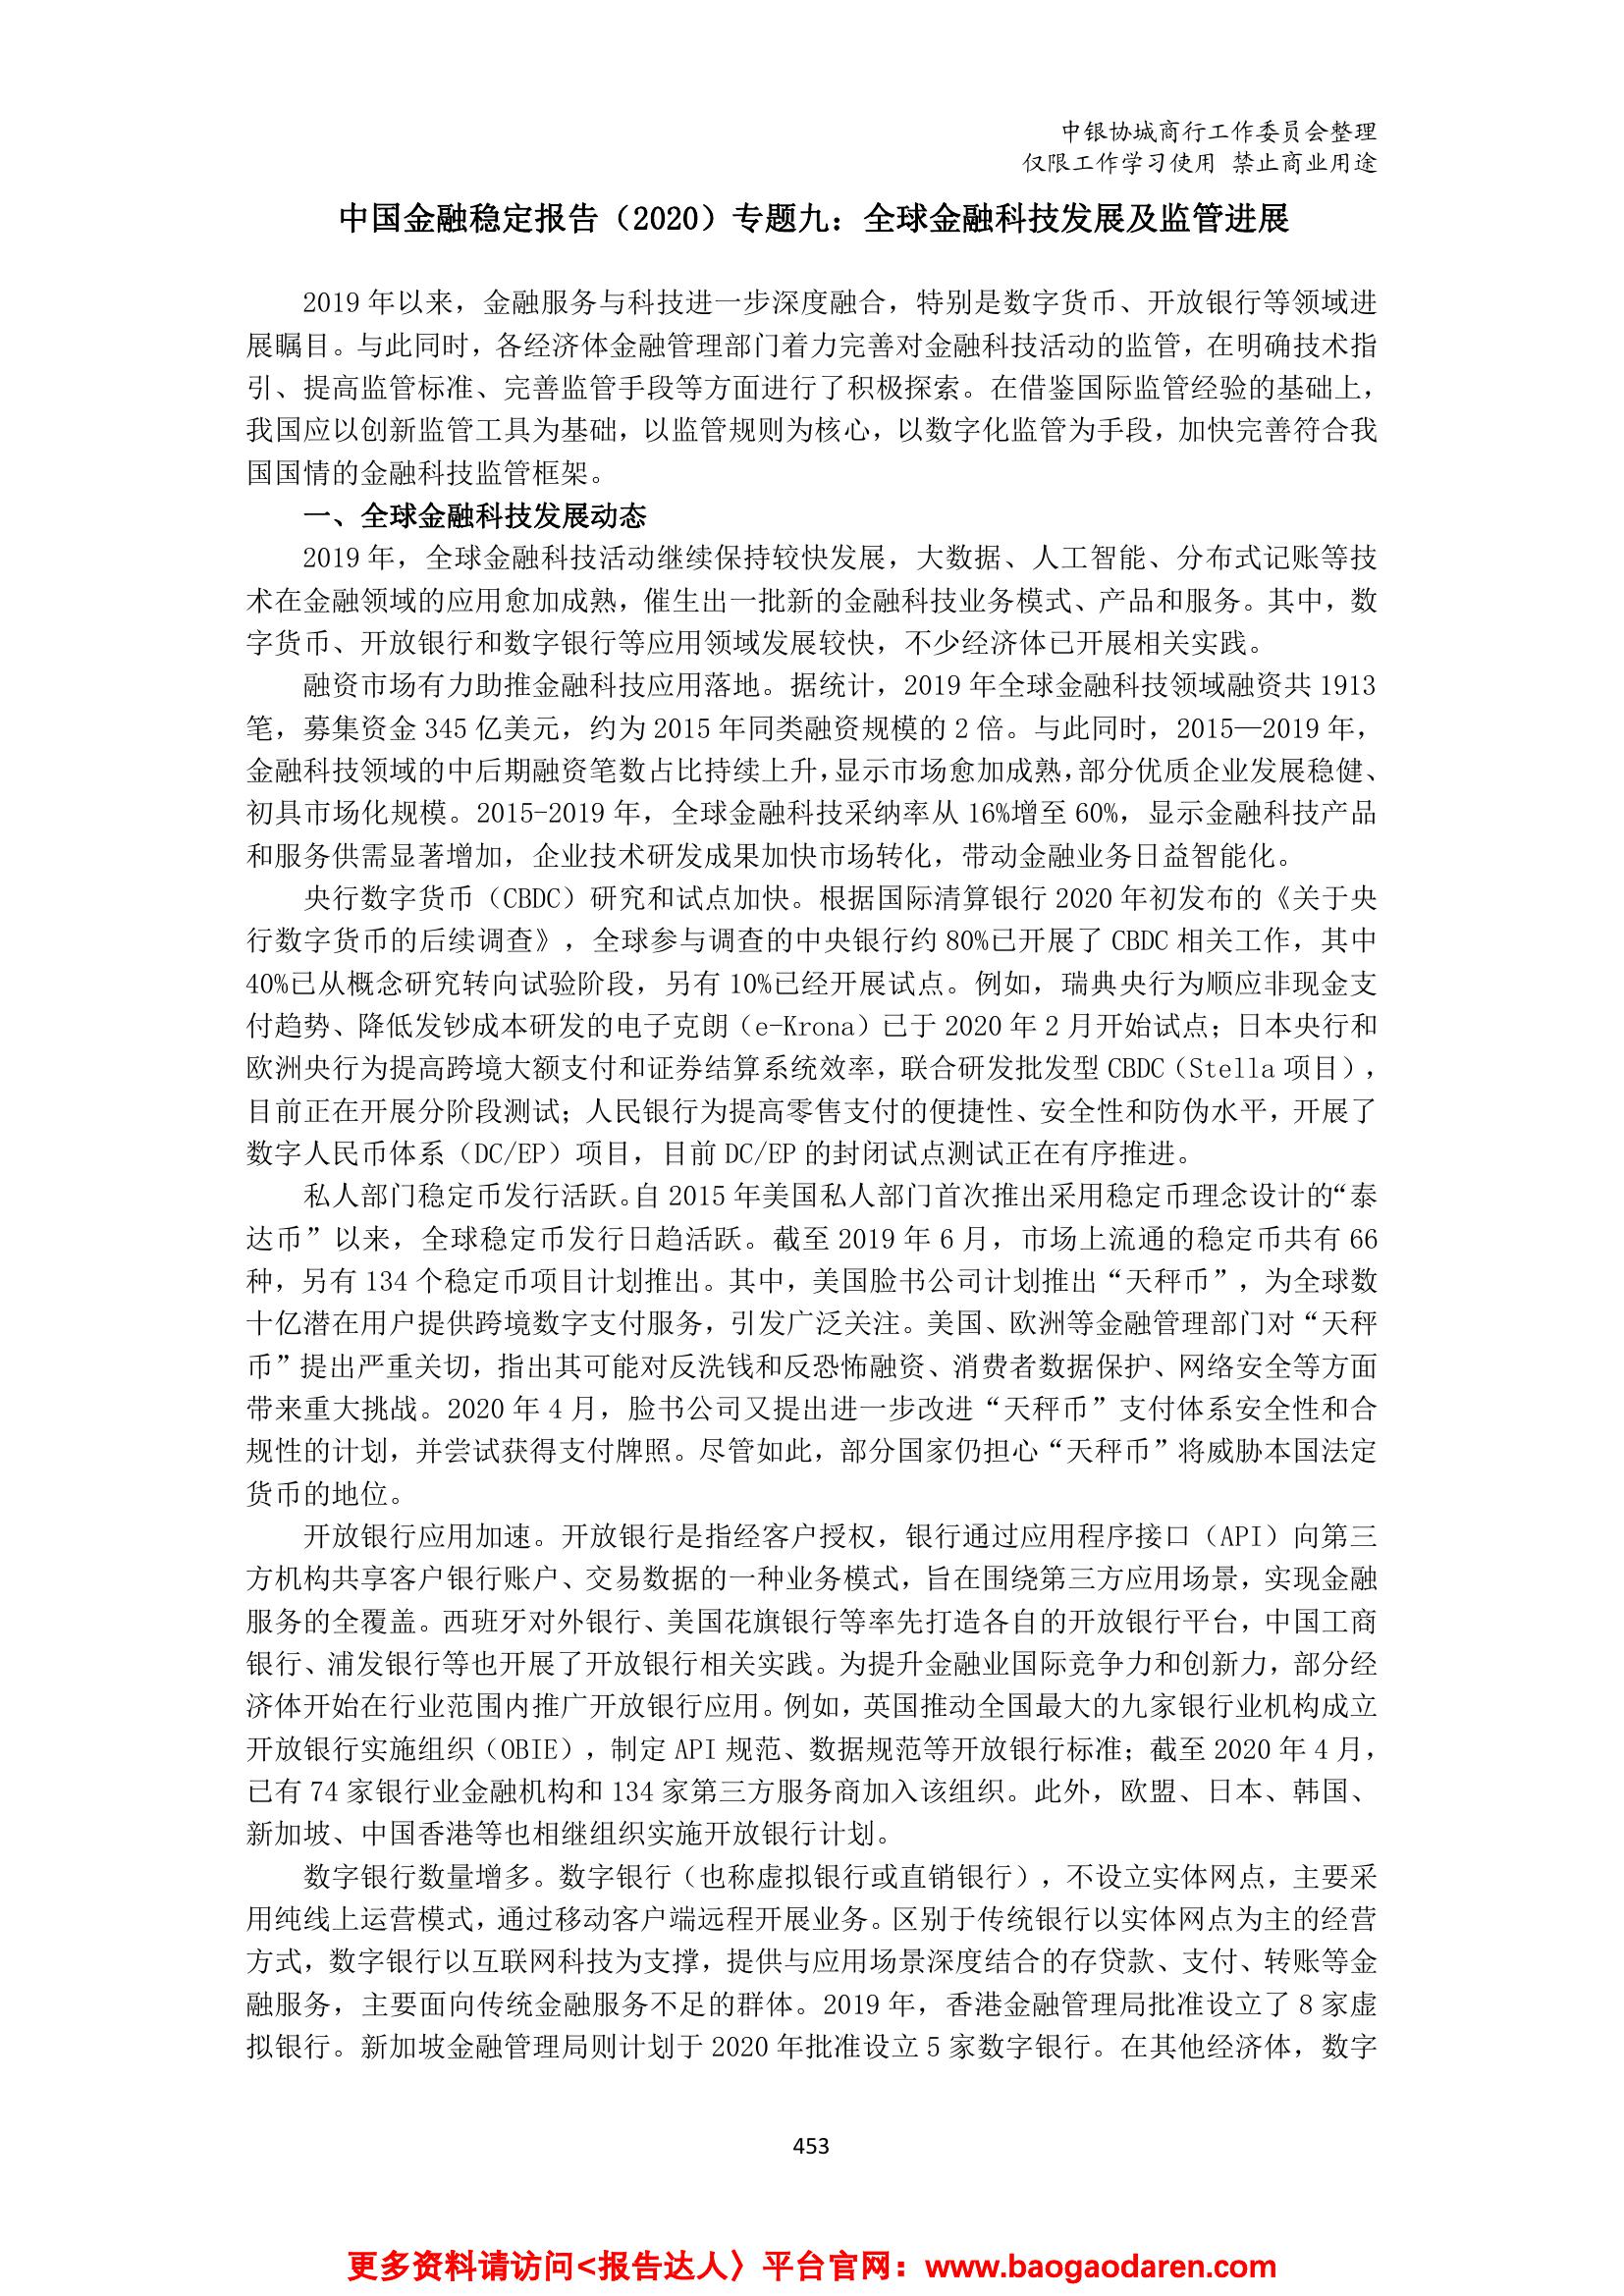 中银协城商行工作委员会整理
仅限工作学习使用 禁止商业用途
中国金融稳定报告（2020）专题九：全球金融科技发展及监管进展
2019 年以来，金融服务与科技进一步深度融合，特别是数字货币、开放银行等领域进
展瞩目。与此同时，各经济体金融管理部门着力完善对金融科技活动的监管，在明确技术指
引、提高监管标准、完善监管手段等方面进行了积极探索。在借鉴国际监管经验的基础上，
我国应以创新监管工具为基础，以监管规则为核心，以数字化监管为手段，加快完善符合我
国国情的金融科技监管框架。
一、全球金融科技发展动态
2019 年，全球金融科技活动继续保持较快发展，大数据、人工智能、分布式记账等技
术在金融领域的应用愈加成熟，催生出一批新的金融科技业务模式、产品和服务。其中，数
字货币、开放银行和数字银行等应用领域发展较快，不少经济体已开展相关实践。
融资市场有力助推金融科技应用落地。据统计，2019 年全球金融科技领域融资共 1913
笔，募集资金 345 亿美元，约为 2015 年同类融资规模的 2 倍。与此同时，2015—2019 年，
金融科技领域的中后期融资笔数占比持续上升，显示市场愈加成熟，部分优质企业发展稳健、
初具市场化规模。2015-2019 年，全球金融科技采纳率从 16%增至 60%，显示金融科技产品
和服务供需显著增加，企业技术研发成果加快市场转化，带动金融业务日益智能化。
央行数字货币（CBDC）研究和试点加快。根据国际清算银行 2020 年初发布的《关于央
行数字货币的后续调查》，全球参与调查的中央银行约 80%已开展了 CBDC 相关工作，其中
40%已从概念研究转向试验阶段，另有 10%已经开展试点。例如，瑞典央行为顺应非现金支
付趋势、降低发钞成本研发的电子克朗（e-Krona）已于 2020 年 2 月开始试点；日本央行和
欧洲央行为提高跨境大额支付和证券结算系统效率，联合研发批发型 CBDC（Stella 项目），
目前正在开展分阶段测试；人民银行为提高零售支付的便捷性、安全性和防伪水平，开展了
数字人民币体系（DC/EP）项目，目前 DC/EP 的封闭试点测试正在有序推进。
私人部门稳定币发行活跃。自 2015 年美国私人部门首次推出采用稳定币理念设计的“泰
达币”以来，全球稳定币发行日趋活跃。截至 2019 年 6 月，市场上流通的稳定币共有 66
种，另有 134 个稳定币项目计划推出。其中，美国脸书公司计划推出“天秤币”，为全球数
十亿潜在用户提供跨境数字支付服务，引发广泛关注。美国、欧洲等金融管理部门对“天秤
币”提出严重关切，指出其可能对反洗钱和反恐怖融资、消费者数据保护、网络安全等方面
带来重大挑战。2020 年 4 月，脸书公司又提出进一步改进“天秤币”支付体系安全性和合
规性的计划，并尝试获得支付牌照。尽管如此，部分国家仍担心“天秤币”将威胁本国法定
货币的地位。
开放银行应用加速。开放银行是指经客户授权，银行通过应用程序接口（API）向第三
方机构共享客户银行账户、交易数据的一种业务模式，旨在围绕第三方应用场景，实现金融
服务的全覆盖。西班牙对外银行、美国花旗银行等率先打造各自的开放银行平台，中国工商
银行、浦发银行等也开展了开放银行相关实践。为提升金融业国际竞争力和创新力，部分经
济体开始在行业范围内推广开放银行应用。例如，英国推动全国最大的九家银行业机构成立
开放银行实施组织（OBIE），制定 API 规范、数据规范等开放银行标准；截至 2020 年 4 月，
已有 74 家银行业金融机构和 134 家第三方服务商加入该组织。此外，欧盟、日本、韩国、
新加坡、中国香港等也相继组织实施开放银行计划。
数字银行数量增多。数字银行（也称虚拟银行或直销银行），不设立实体网点，主要采
用纯线上运营模式，通过移动客户端远程开展业务。区别于传统银行以实体网点为主的经营
方式，数字银行以互联网科技为支撑，提供与应用场景深度结合的存贷款、支付、转账等金
融服务，主要面向传统金融服务不足的群体。2019 年，香港金融管理局批准设立了 8 家虚
拟银行。新加坡金融管理局则计划于 2020 年批准设立 5 家数字银行。在其他经济体，数字
453
更多资料请访问<报告达人〉平台官网：www.baogaodaren.com